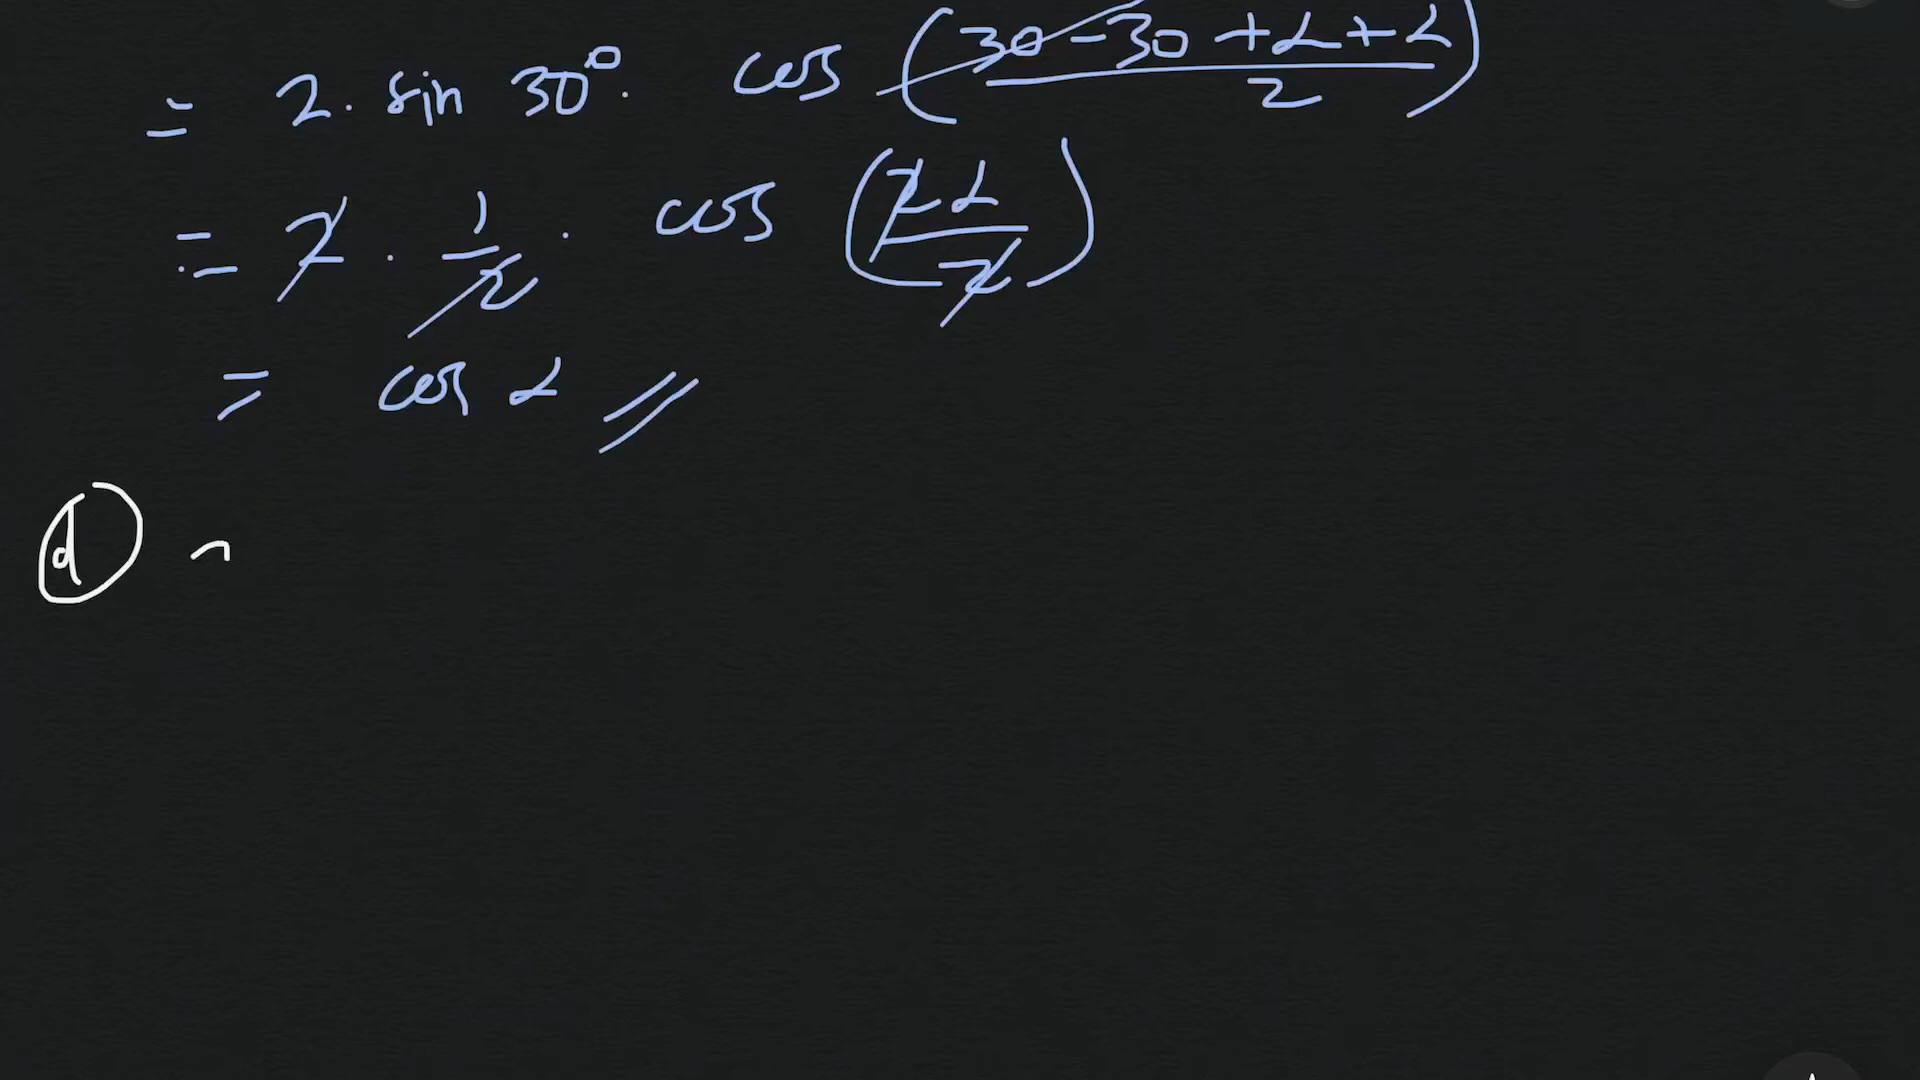 = 2 . sin 30° . cos ((30 - 30 + α + α) / 2)
= 2 . 1/2 . cos (2α / 2)
= cos α //
(d)